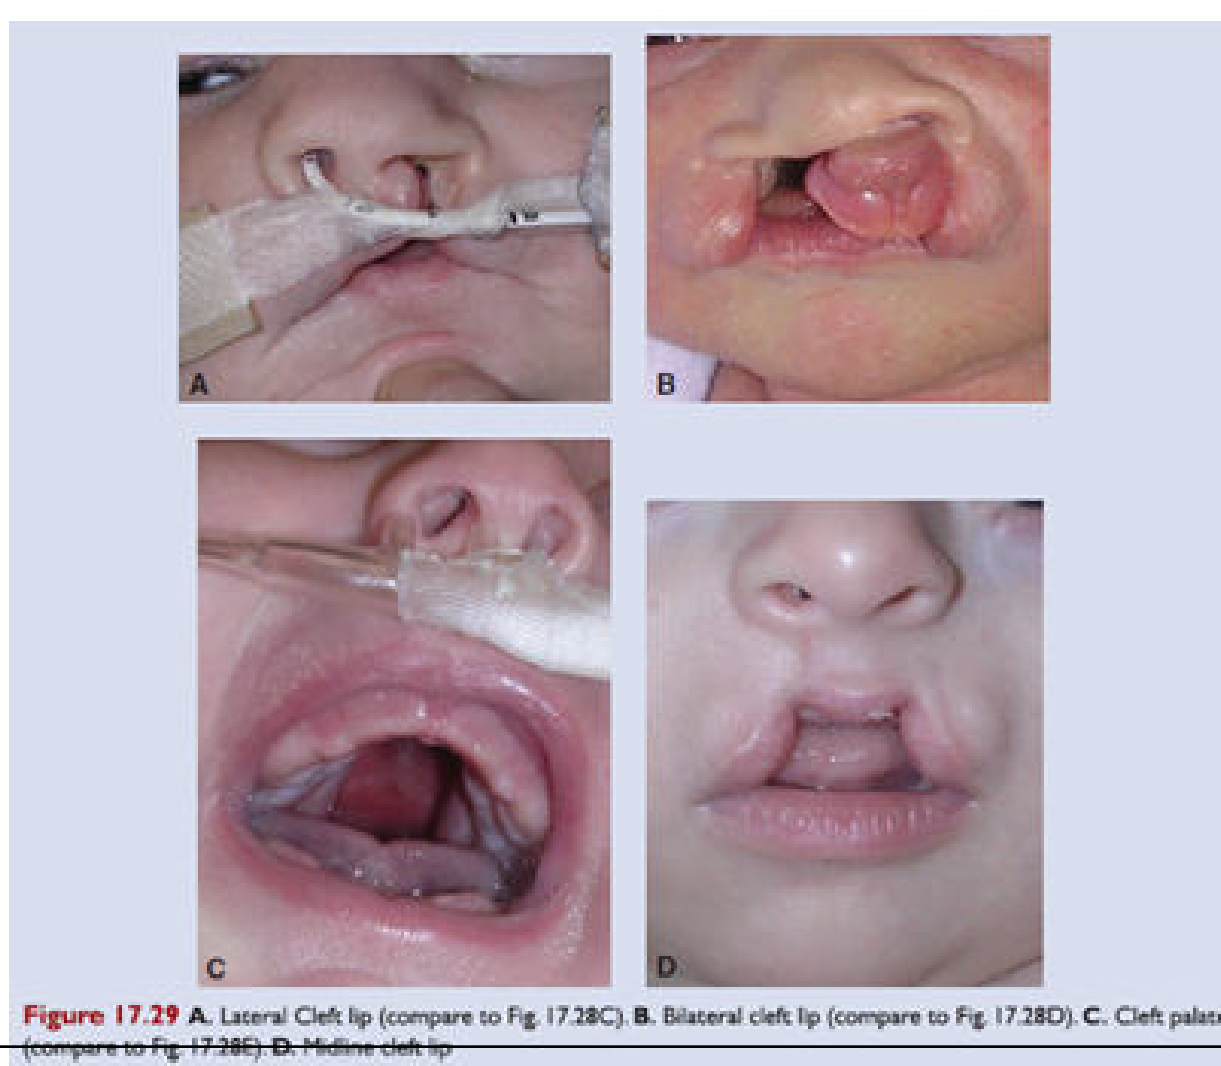 A
B
C
D
Figure 17.29 A. Lateral Cleft lip (compare to Fig. 17.28C). B. Bilateral cleft lip (compare to Fig. 17.28D). C. Cleft palate
(compare to Fig. 17.28E). D. Midline cleft lip